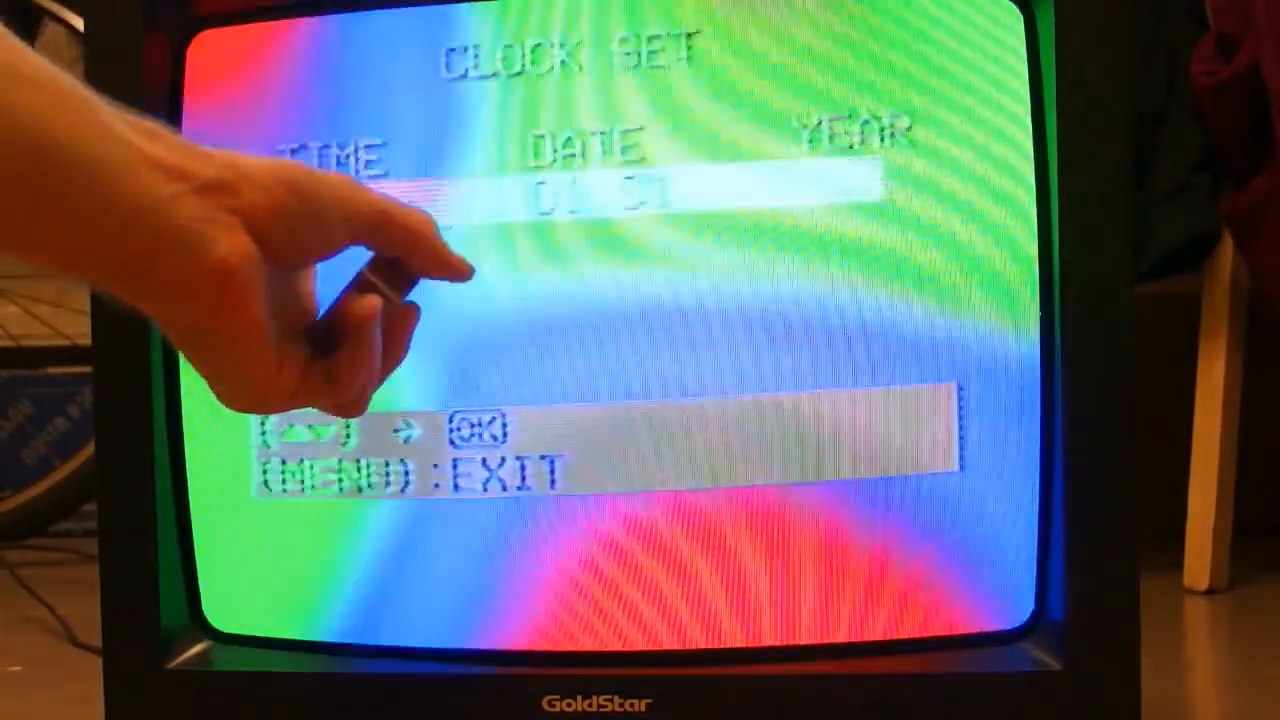 CLOCK SET
TIME DATE YEAR
01 01
(▲▼) → OK
(MENU):EXIT
GoldStar